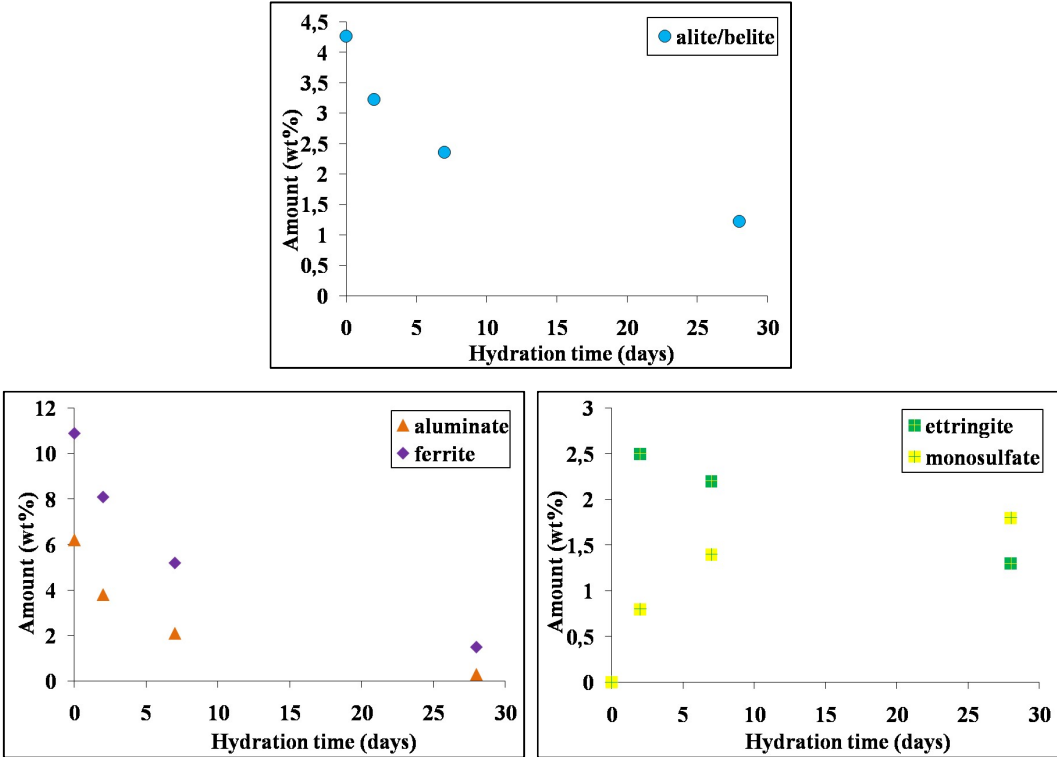 4,5
4
3,5
3
2,5
2
1,5
1
0,5
0
Amount (wt%)
alite/belite
0 5 10 15 20 25 30
Hydration time (days)
12
10
8
6
4
2
0
Amount (wt%)
aluminate
ferrite
0 5 10 15 20 25 30
Hydration time (days)
3
2,5
2
1,5
1
0,5
0
Amount (wt%)
ettringite
monosulfate
0 5 10 15 20 25 30
Hydration time (days)